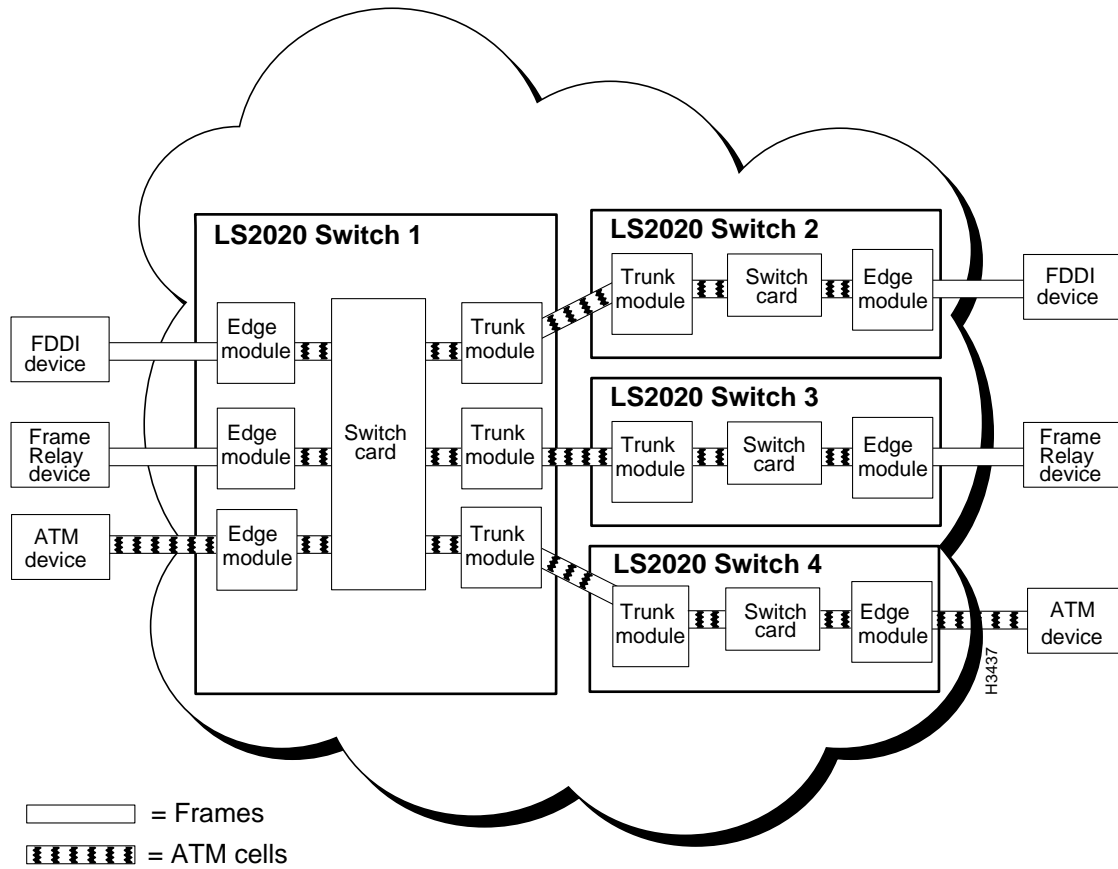 LS2020 Switch 1
LS2020 Switch 2
Trunk
module
Switch
card
Edge
module
FDDI
device
FDDI
device
Edge
module
Trunk
module
LS2020 Switch 3
Frame
Relay
device
Edge
module
Switch
card
Trunk
module
Trunk
module
Switch
card
Edge
module
Frame
Relay
device
ATM
device
Edge
module
Trunk
module
LS2020 Switch 4
Trunk
module
Switch
card
Edge
module
ATM
device
H3437
= Frames
= ATM cells